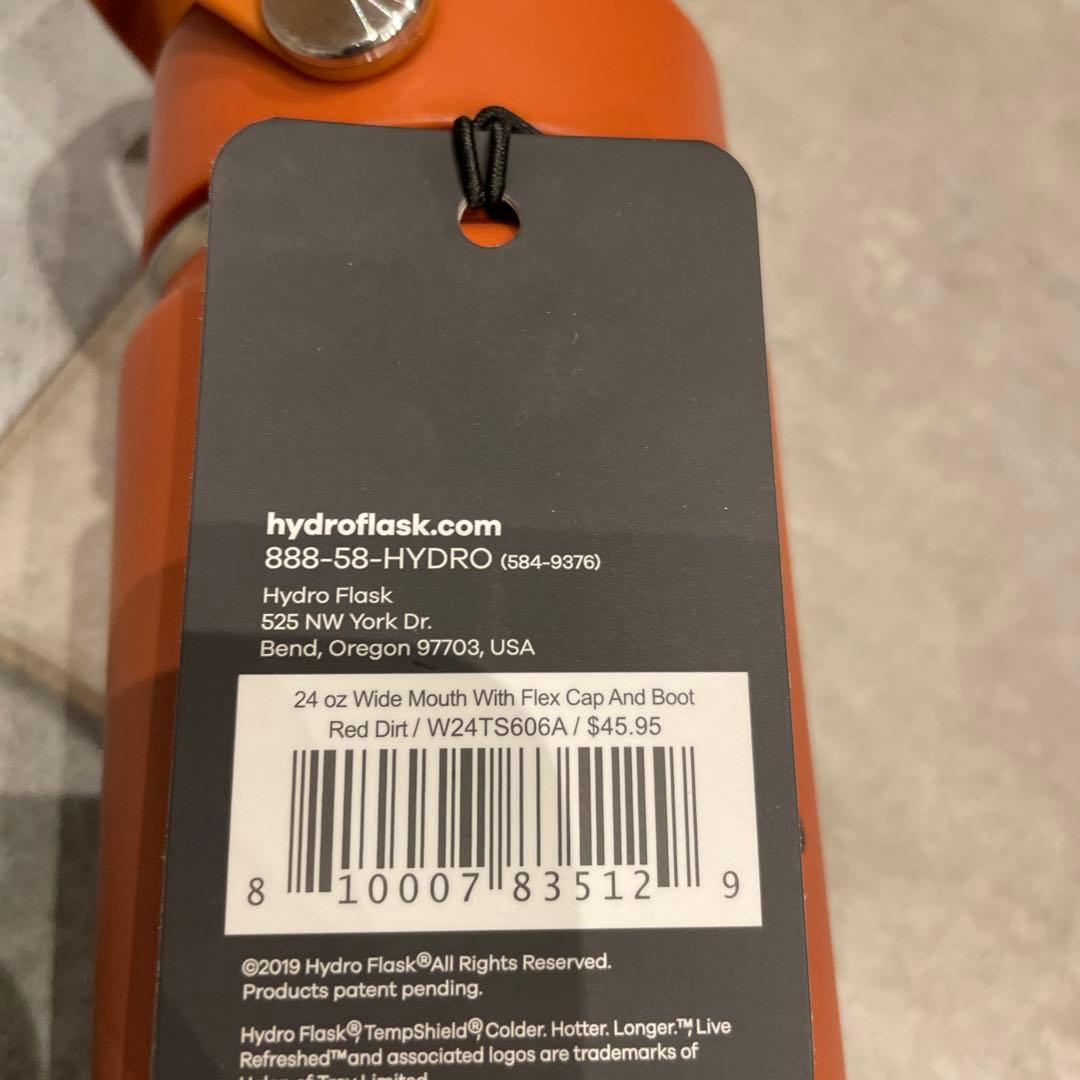 hydroflask.com
888-58-HYDRO (584-9376)
Hydro Flask
525 NW York Dr.
Bend, Oregon 97703, USA
24 oz Wide Mouth With Flex Cap And Boot
Red Dirt / W24TS606A / $45.95
8 10007 83512 9
©2019 Hydro Flask®All Rights Reserved.
Products patent pending.
Hydro Flask®, TempShield®, Colder. Hotter. Longer.™, Live
Refreshed™and associated logos are trademarks of